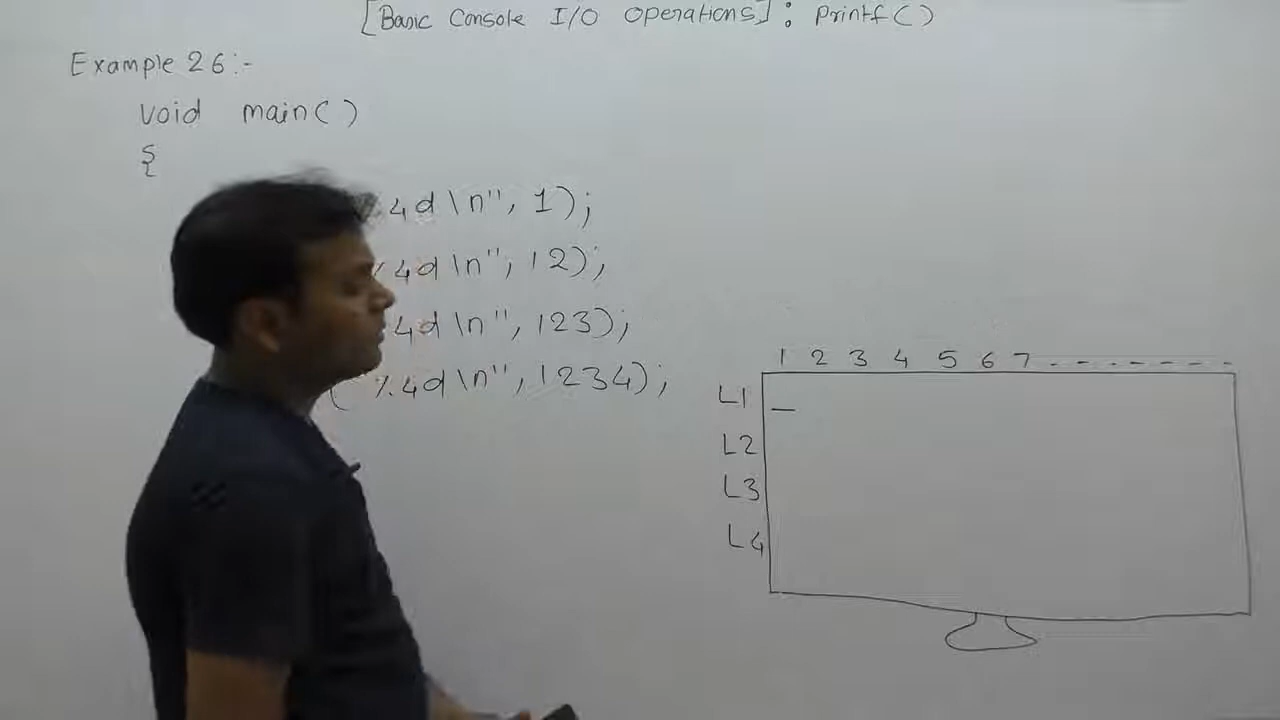 [Basic Console I/O Operations] : Printf()
Example 26:-
void main()
{
%4d\n", 1);
%4d\n", 12);
4d\n", 123);
( "%4d\n", 1234);
1 2 3 4 5 6 7 - - - - - - -
L1 _
L2
L3
L4